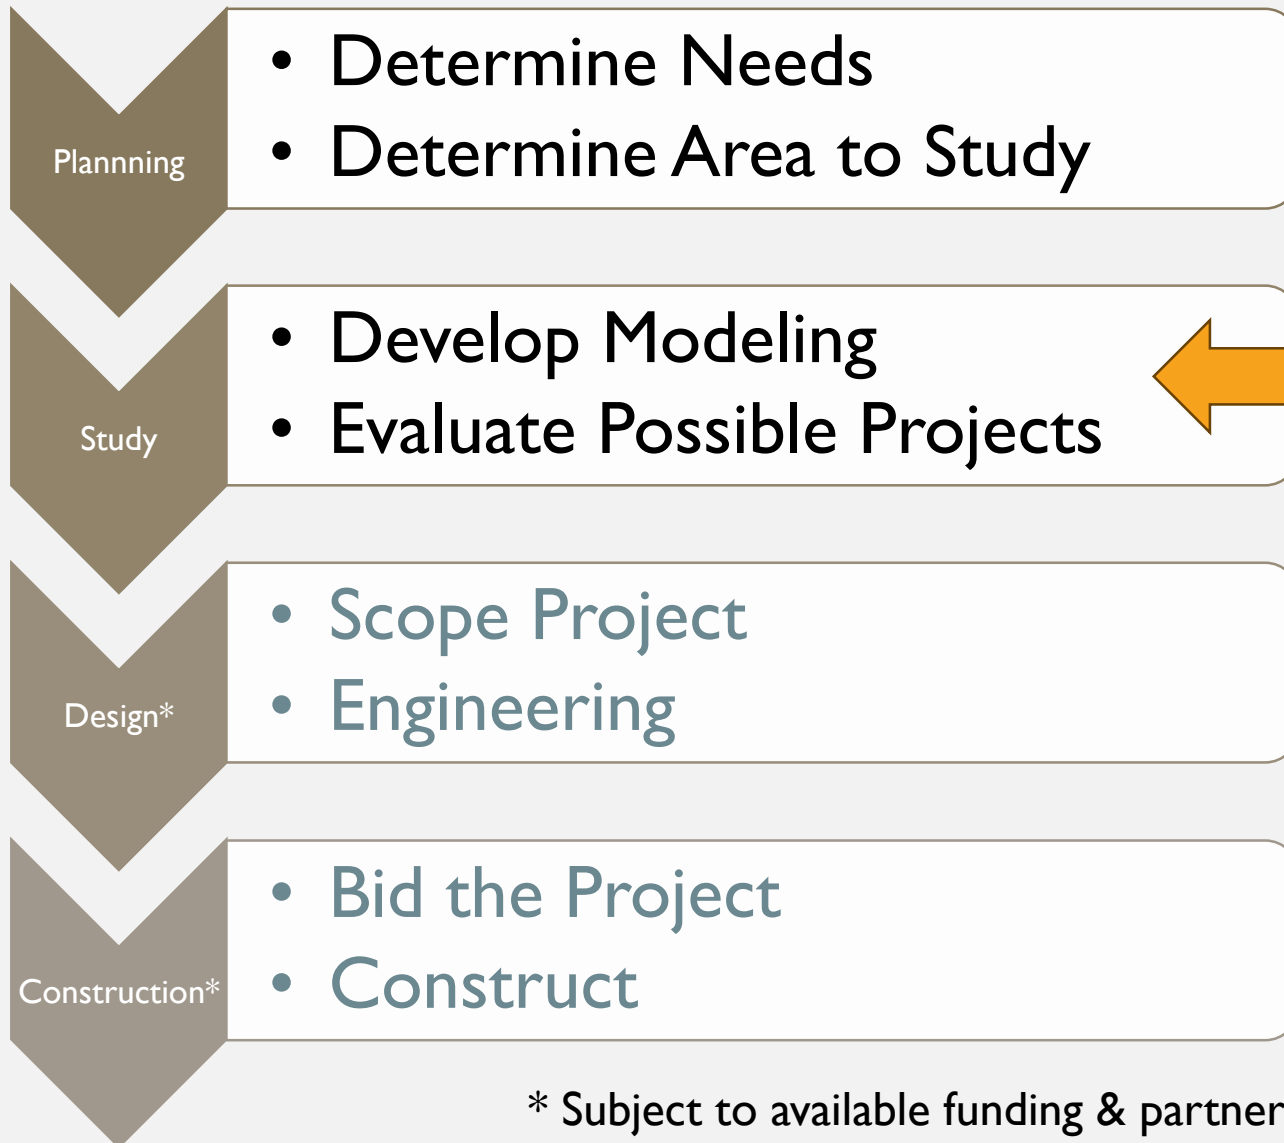 Plannning
• Determine Needs
• Determine Area to Study
Study
• Develop Modeling
• Evaluate Possible Projects
Design*
• Scope Project
• Engineering
Construction*
• Bid the Project
• Construct
* Subject to available funding & partner